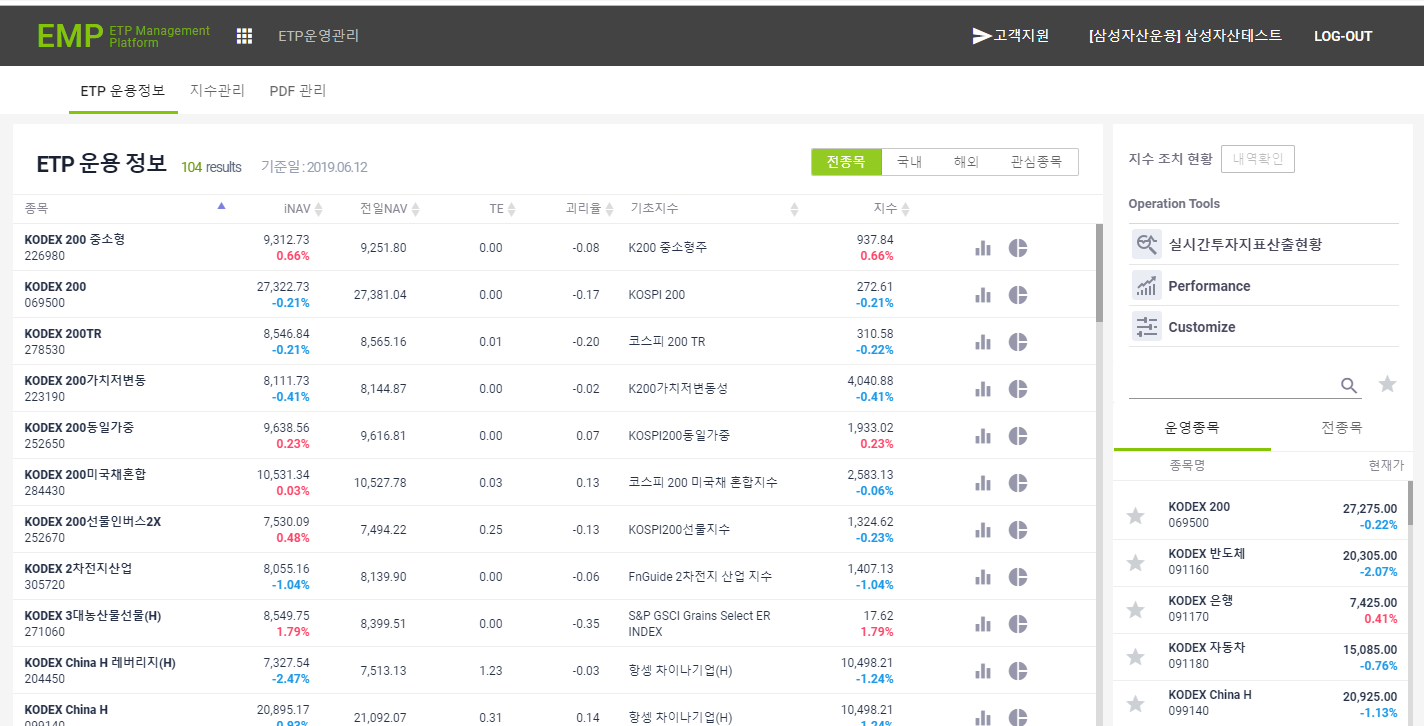 EMP ETP Management Platform
ETP운영관리
고객지원
[삼성자산운용] 삼성자산테스트
LOG-OUT
ETP 운용정보 지수관리 PDF 관리
ETP 운용 정보 104 results 기준일 : 2019.06.12
전종목 국내 해외 관심종목
종목 iNAV 전일NAV TE 괴리율 기초지수 지수
KODEX 200 중소형 9,312.73 9,251.80 0.00 -0.08 K200 중소형주 937.84
226980 0.66% 0.66%
KODEX 200 27,322.73 27,381.04 0.00 -0.17 KOSPI 200 272.61
069500 -0.21% -0.21%
KODEX 200TR 8,546.84 8,565.16 0.01 -0.20 코스피 200 TR 310.58
278530 -0.21% -0.22%
KODEX 200가치저변동 8,111.73 8,144.87 0.00 -0.02 K200가치저변동성 4,040.88
223190 -0.41% -0.41%
KODEX 200동일가중 9,638.56 9,616.81 0.00 0.07 KOSPI200동일가중 1,933.02
252650 0.23% 0.23%
KODEX 200미국채혼합 10,531.34 10,527.78 0.03 0.13 코스피 200 미국채 혼합지수 2,583.13
284430 0.03% -0.06%
KODEX 200선물인버스2X 7,530.09 7,494.22 0.25 -0.13 KOSPI200선물지수 1,324.62
252670 0.48% -0.23%
KODEX 2차전지산업 8,055.16 8,139.90 0.00 -0.06 FnGuide 2차전지 산업 지수 1,407.13
305720 -1.04% -1.04%
KODEX 3대농산물선물(H) 8,549.75 8,399.51 0.00 -0.35 S&P GSCI Grains Select ER 17.62
271060 1.79% INDEX 1.79%
KODEX China H 레버리지(H) 7,327.54 7,513.13 1.23 -0.03 항셍 차이나기업(H) 10,498.21
204450 -2.47% -1.24%
KODEX China H 20,895.17 21,092.07 0.31 0.14 항셍 차이나기업(H) 10,498.21
099140 -0.93% -1.24%
지수 조치 현황 내역확인
Operation Tools
실시간투자지표산출현황
Performance
Customize
운영종목 전종목
종목명 현재가
KODEX 200 27,275.00
069500 -0.22%
KODEX 반도체 20,305.00
091160 -2.07%
KODEX 은행 7,425.00
091170 0.41%
KODEX 자동차 15,085.00
091180 -0.76%
KODEX China H 20,925.00
099140 -1.13%